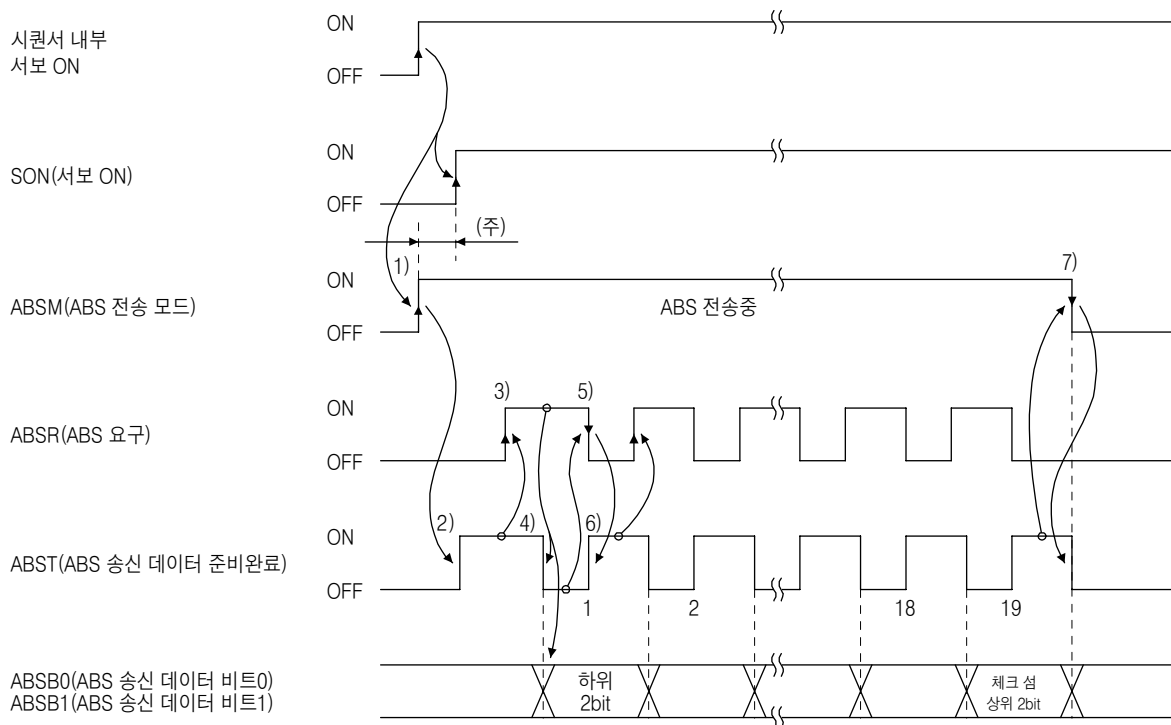 시퀀서 내부
서보 ON
ON
OFF
SON(서보 ON)
ON
OFF
(주)
1)
7)
ABSM(ABS 전송 모드)
ON
OFF
ABS 전송중
3)
5)
ABSR(ABS 요구)
ON
OFF
2)
4)
6)
ABST(ABS 송신 데이터 준비완료)
ON
OFF
1
2
18
19
ABSB0(ABS 송신 데이터 비트0)
ABSB1(ABS 송신 데이터 비트1)
하위
2bit
체크 섬
상위 2bit